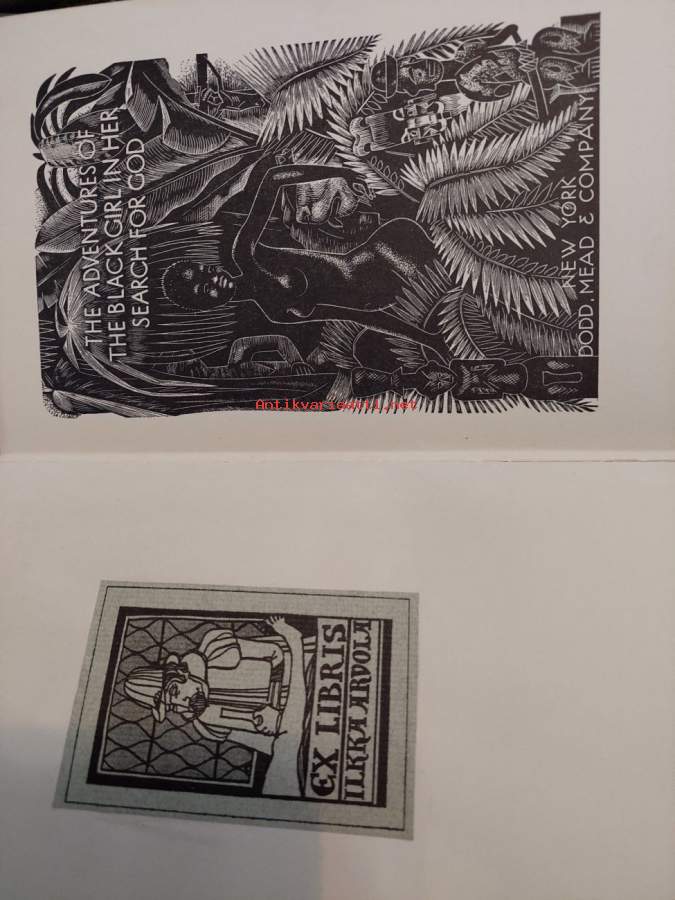 THE ADVENTURES OF
THE BLACK GIRL IN HER
SEARCH FOR GOD
NEW YORK
DODD, MEAD & COMPANY
Antikvariaatti.net
EX LIBRIS
ILKKA ARVOLA